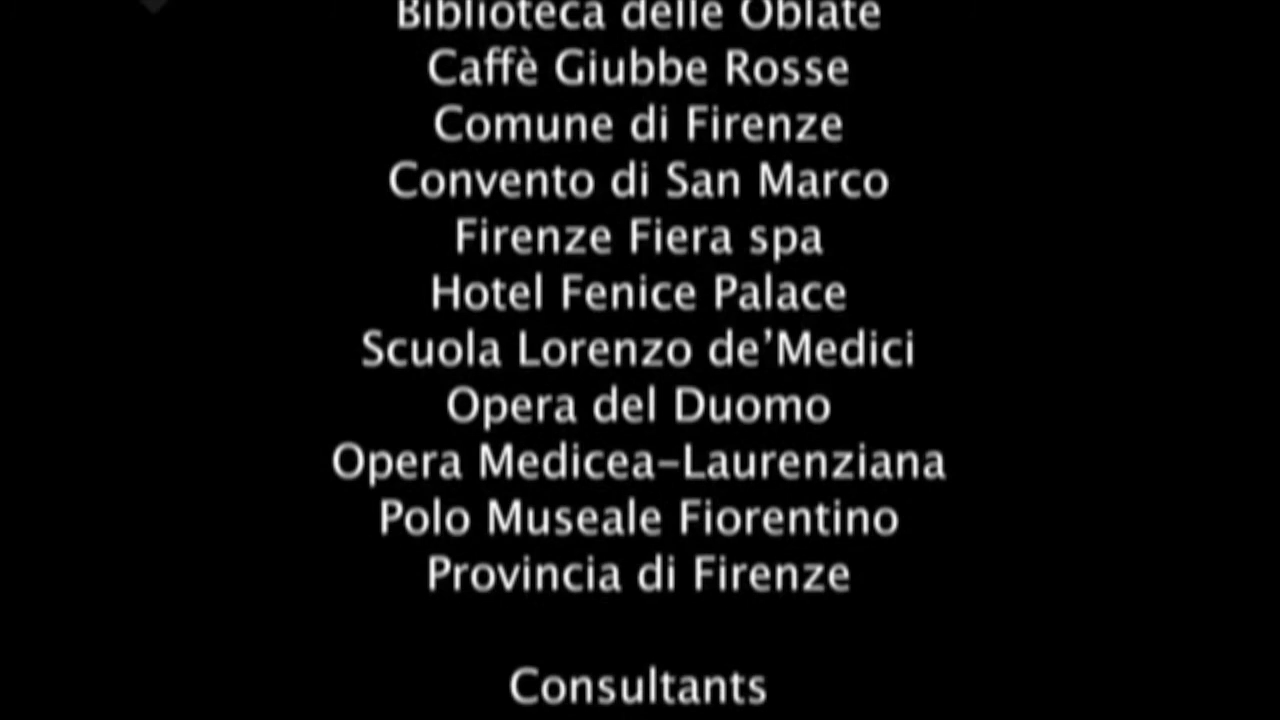 Biblioteca delle Oblate
Caffè Giubbe Rosse
Comune di Firenze
Convento di San Marco
Firenze Fiera spa
Hotel Fenice Palace
Scuola Lorenzo de’Medici
Opera del Duomo
Opera Medicea–Laurenziana
Polo Museale Fiorentino
Provincia di Firenze
Consultants